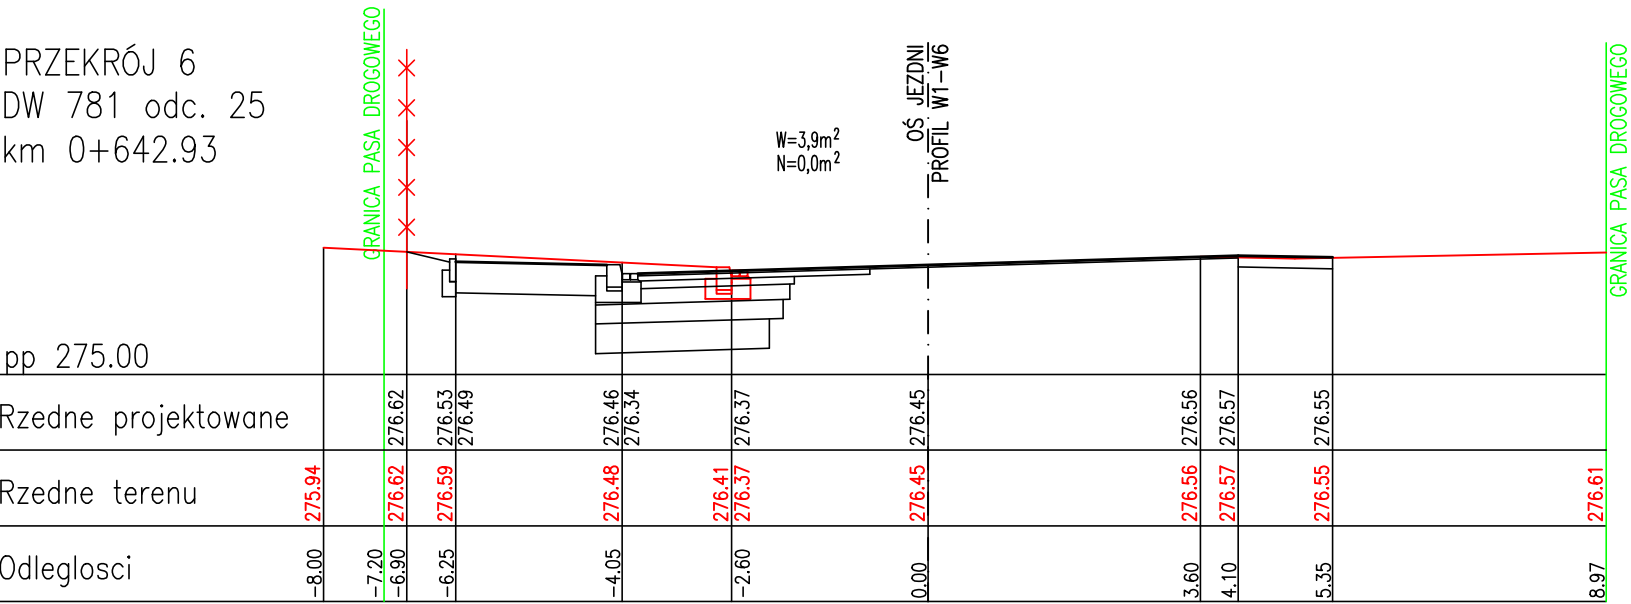 PRZEKRÓJ 6
DW 781 odc. 25
km 0+642.93
GRANICA PASA DROGOWEGO
W=3,9m²
N=0,0m²
OŚ JEZDNI
PROFIL W1-W6
GRANICA PASA DROGOWEGO
pp 275.00
Rzedne projektowane
276.62
276.53
276.49
276.46
276.34
276.37
276.45
276.56
276.57
276.55
Rzedne terenu
275.94
276.62
276.59
276.48
276.41
276.37
276.45
276.56
276.57
276.55
276.61
Odleglosci
-8.00
-7.20
-6.90
-6.25
-4.05
-2.60
0.00
3.60
4.10
5.35
8.97